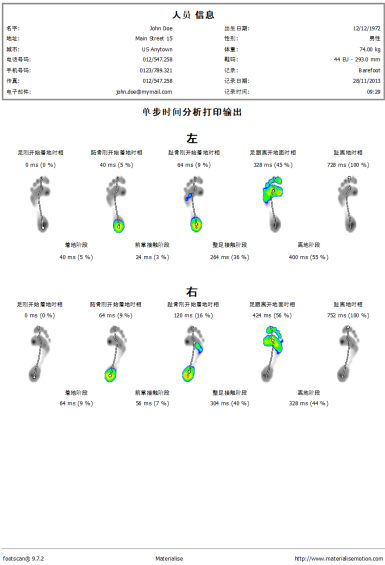 人员 信息
名字: John Doe 出生日期: 12/12/1972
地址: Main Street 15 性别: 男性
城市: US Anytown 体重: 74.00 kg
电话号码: 012/547.258 鞋码: 44 EU - 293.0 mm
手机号码: 0123/789.321 记录: Barefoot
传真: 012/547.258 记录日期: 28/11/2013
电子邮件: john.doe@mymail.com 记录时间: 09:29
单步时间分析打印输出
左
足刚开始着地时相 跖骨刚开始着地时相 趾骨刚开始着地时相 足跟离开地面时相 趾离地时相
0 ms (0 %) 40 ms (5 %) 64 ms (9 %) 328 ms (45 %) 728 ms (100 %)
着地阶段 前掌接触阶段 整足接触阶段 离地阶段
40 ms (5 %) 24 ms (3 %) 264 ms (36 %) 400 ms (55 %)
右
足刚开始着地时相 跖骨刚开始着地时相 趾骨刚开始着地时相 足跟离开地面时相 趾离地时相
0 ms (0 %) 64 ms (9 %) 120 ms (16 %) 424 ms (56 %) 752 ms (100 %)
着地阶段 前掌接触阶段 整足接触阶段 离地阶段
64 ms (9 %) 56 ms (7 %) 304 ms (40 %) 328 ms (44 %)
footscan® 9.7.2 Materialise http://www.materialisemotion.com